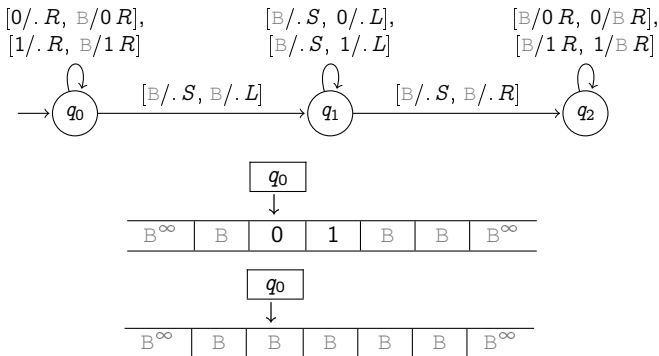 [0/. R, B/0 R], [B/. S, 0/. L], [B/0 R, 0/B R],
[1/. R, B/1 R] [B/. S, 1/. L] [B/1 R, 1/B R]
[B/. S, B/. L] [B/. S, B/. R]
q₀ q₁ q₂
q₀
B^∞ B 0 1 B B B^∞
q₀
B^∞ B B B B B B^∞